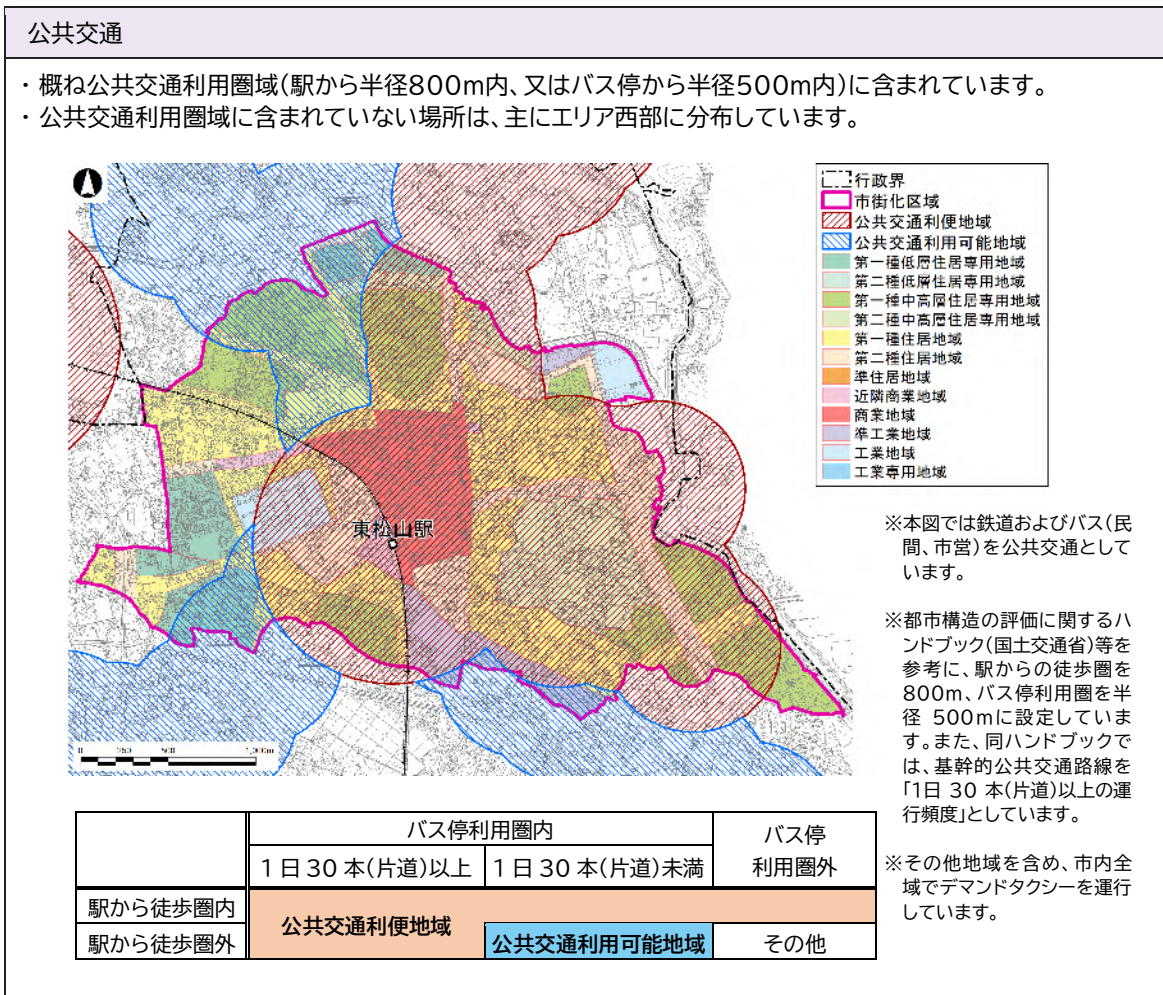 公共交通
・概ね公共交通利用圏域(駅から半径800m内、又はバス停から半径500m内)に含まれています。
・公共交通利用圏域に含まれていない場所は、主にエリア西部に分布しています。
行政界
市街化区域
公共交通利便地域
公共交通利用可能地域
第一種低層住居専用地域
第二種低層住居専用地域
第一種中高層住居専用地域
第二種中高層住居専用地域
第一種住居地域
第二種住居地域
準住居地域
近隣商業地域
商業地域
準工業地域
工業地域
工業専用地域
東松山駅
0 250 500 1,000m
※本図では鉄道およびバス(民
間、市営)を公共交通として
います。
※都市構造の評価に関するハ
ンドブック(国土交通省)等を
参考に、駅からの徒歩圏を
800m、バス停利用圏を半
径 500mに設定していま
す。また、同ハンドブックで
は、基幹的公共交通路線を
「1日 30 本(片道)以上の運
行頻度」としています。
※その他地域を含め、市内全
域でデマンドタクシーを運行
しています。
バス停利用圏内
バス停
利用圏外
1日30 本(片道)以上
1日30 本(片道)未満
駅から徒歩圏内
公共交通利便地域
駅から徒歩圏外
公共交通利用可能地域
その他